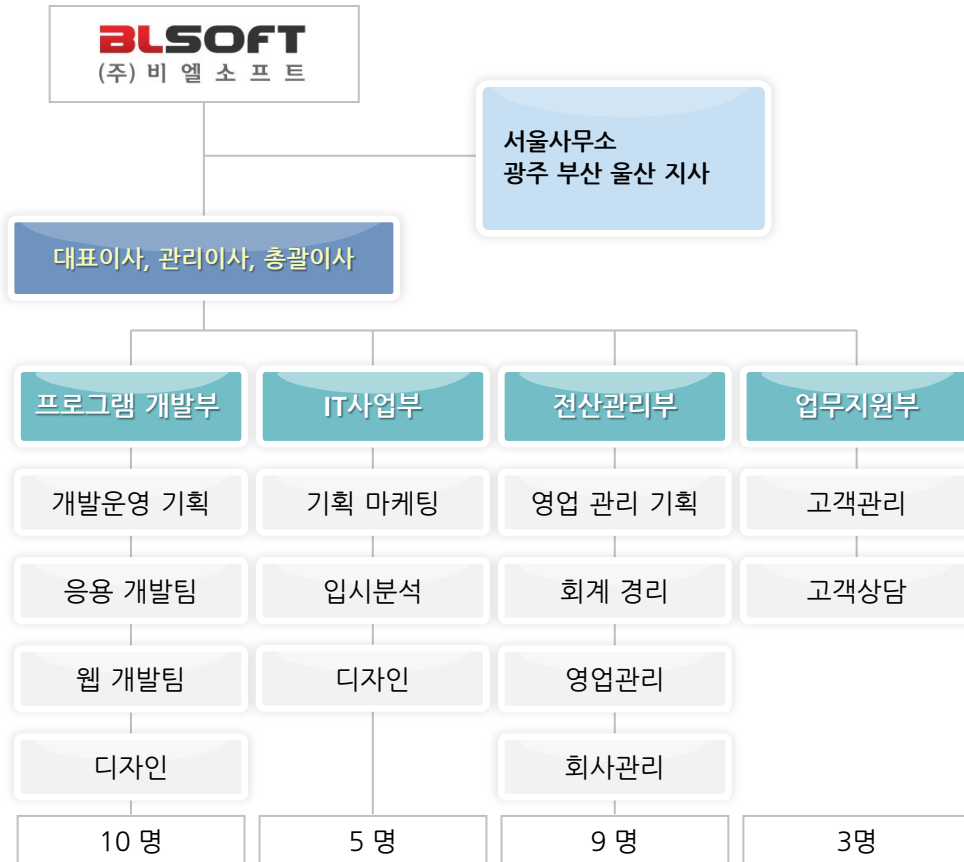 BLSOFT
(주) 비 엘 소 프 트
서울사무소
광주 부산 울산 지사
대표이사, 관리이사, 총괄이사
프로그램 개발부
IT사업부
전산관리부
업무지원부
개발운영 기획
기획 마케팅
영업 관리 기획
고객관리
응용 개발팀
입시분석
회계 경리
고객상담
웹 개발팀
디자인
영업관리
디자인
회사관리
10 명
5 명
9 명
3명